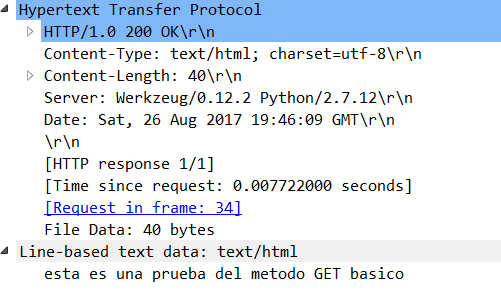 Hypertext Transfer Protocol
HTTP/1.0 200 OK\r\n
Content-Type: text/html; charset=utf-8\r\n
Content-Length: 40\r\n
Server: Werkzeug/0.12.2 Python/2.7.12\r\n
Date: Sat, 26 Aug 2017 19:46:09 GMT\r\n
\r\n
[HTTP response 1/1]
[Time since request: 0.007722000 seconds]
[Request in frame: 34]
File Data: 40 bytes
Line-based text data: text/html
esta es una prueba del metodo GET basico